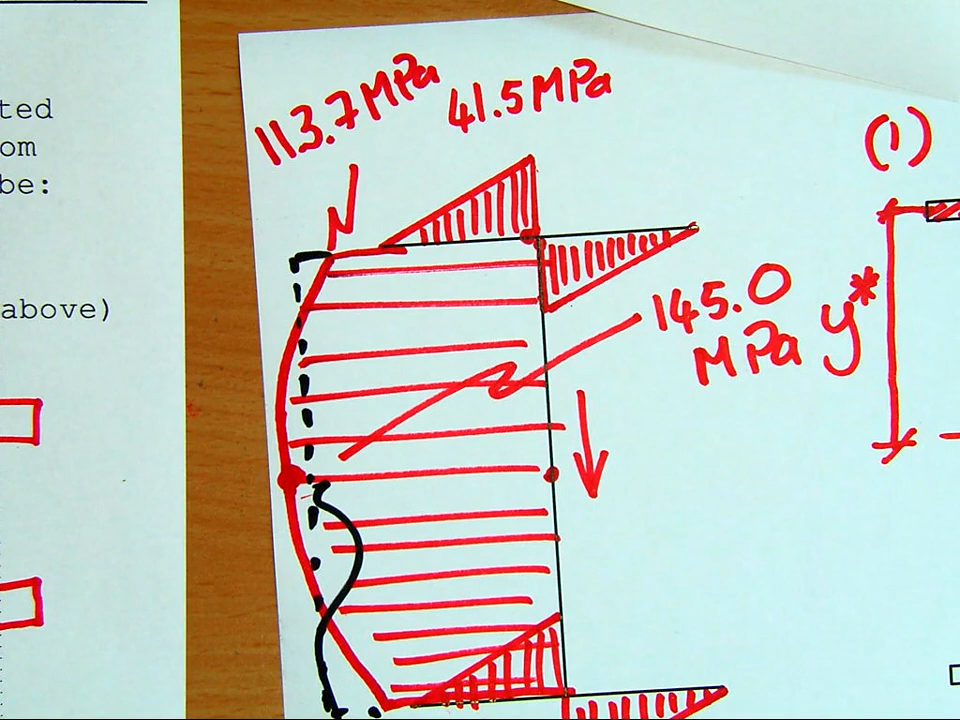 ted
om
be:
above)
113.7 MPa
41.5 MPa
145.0
MPa
(1)
y*